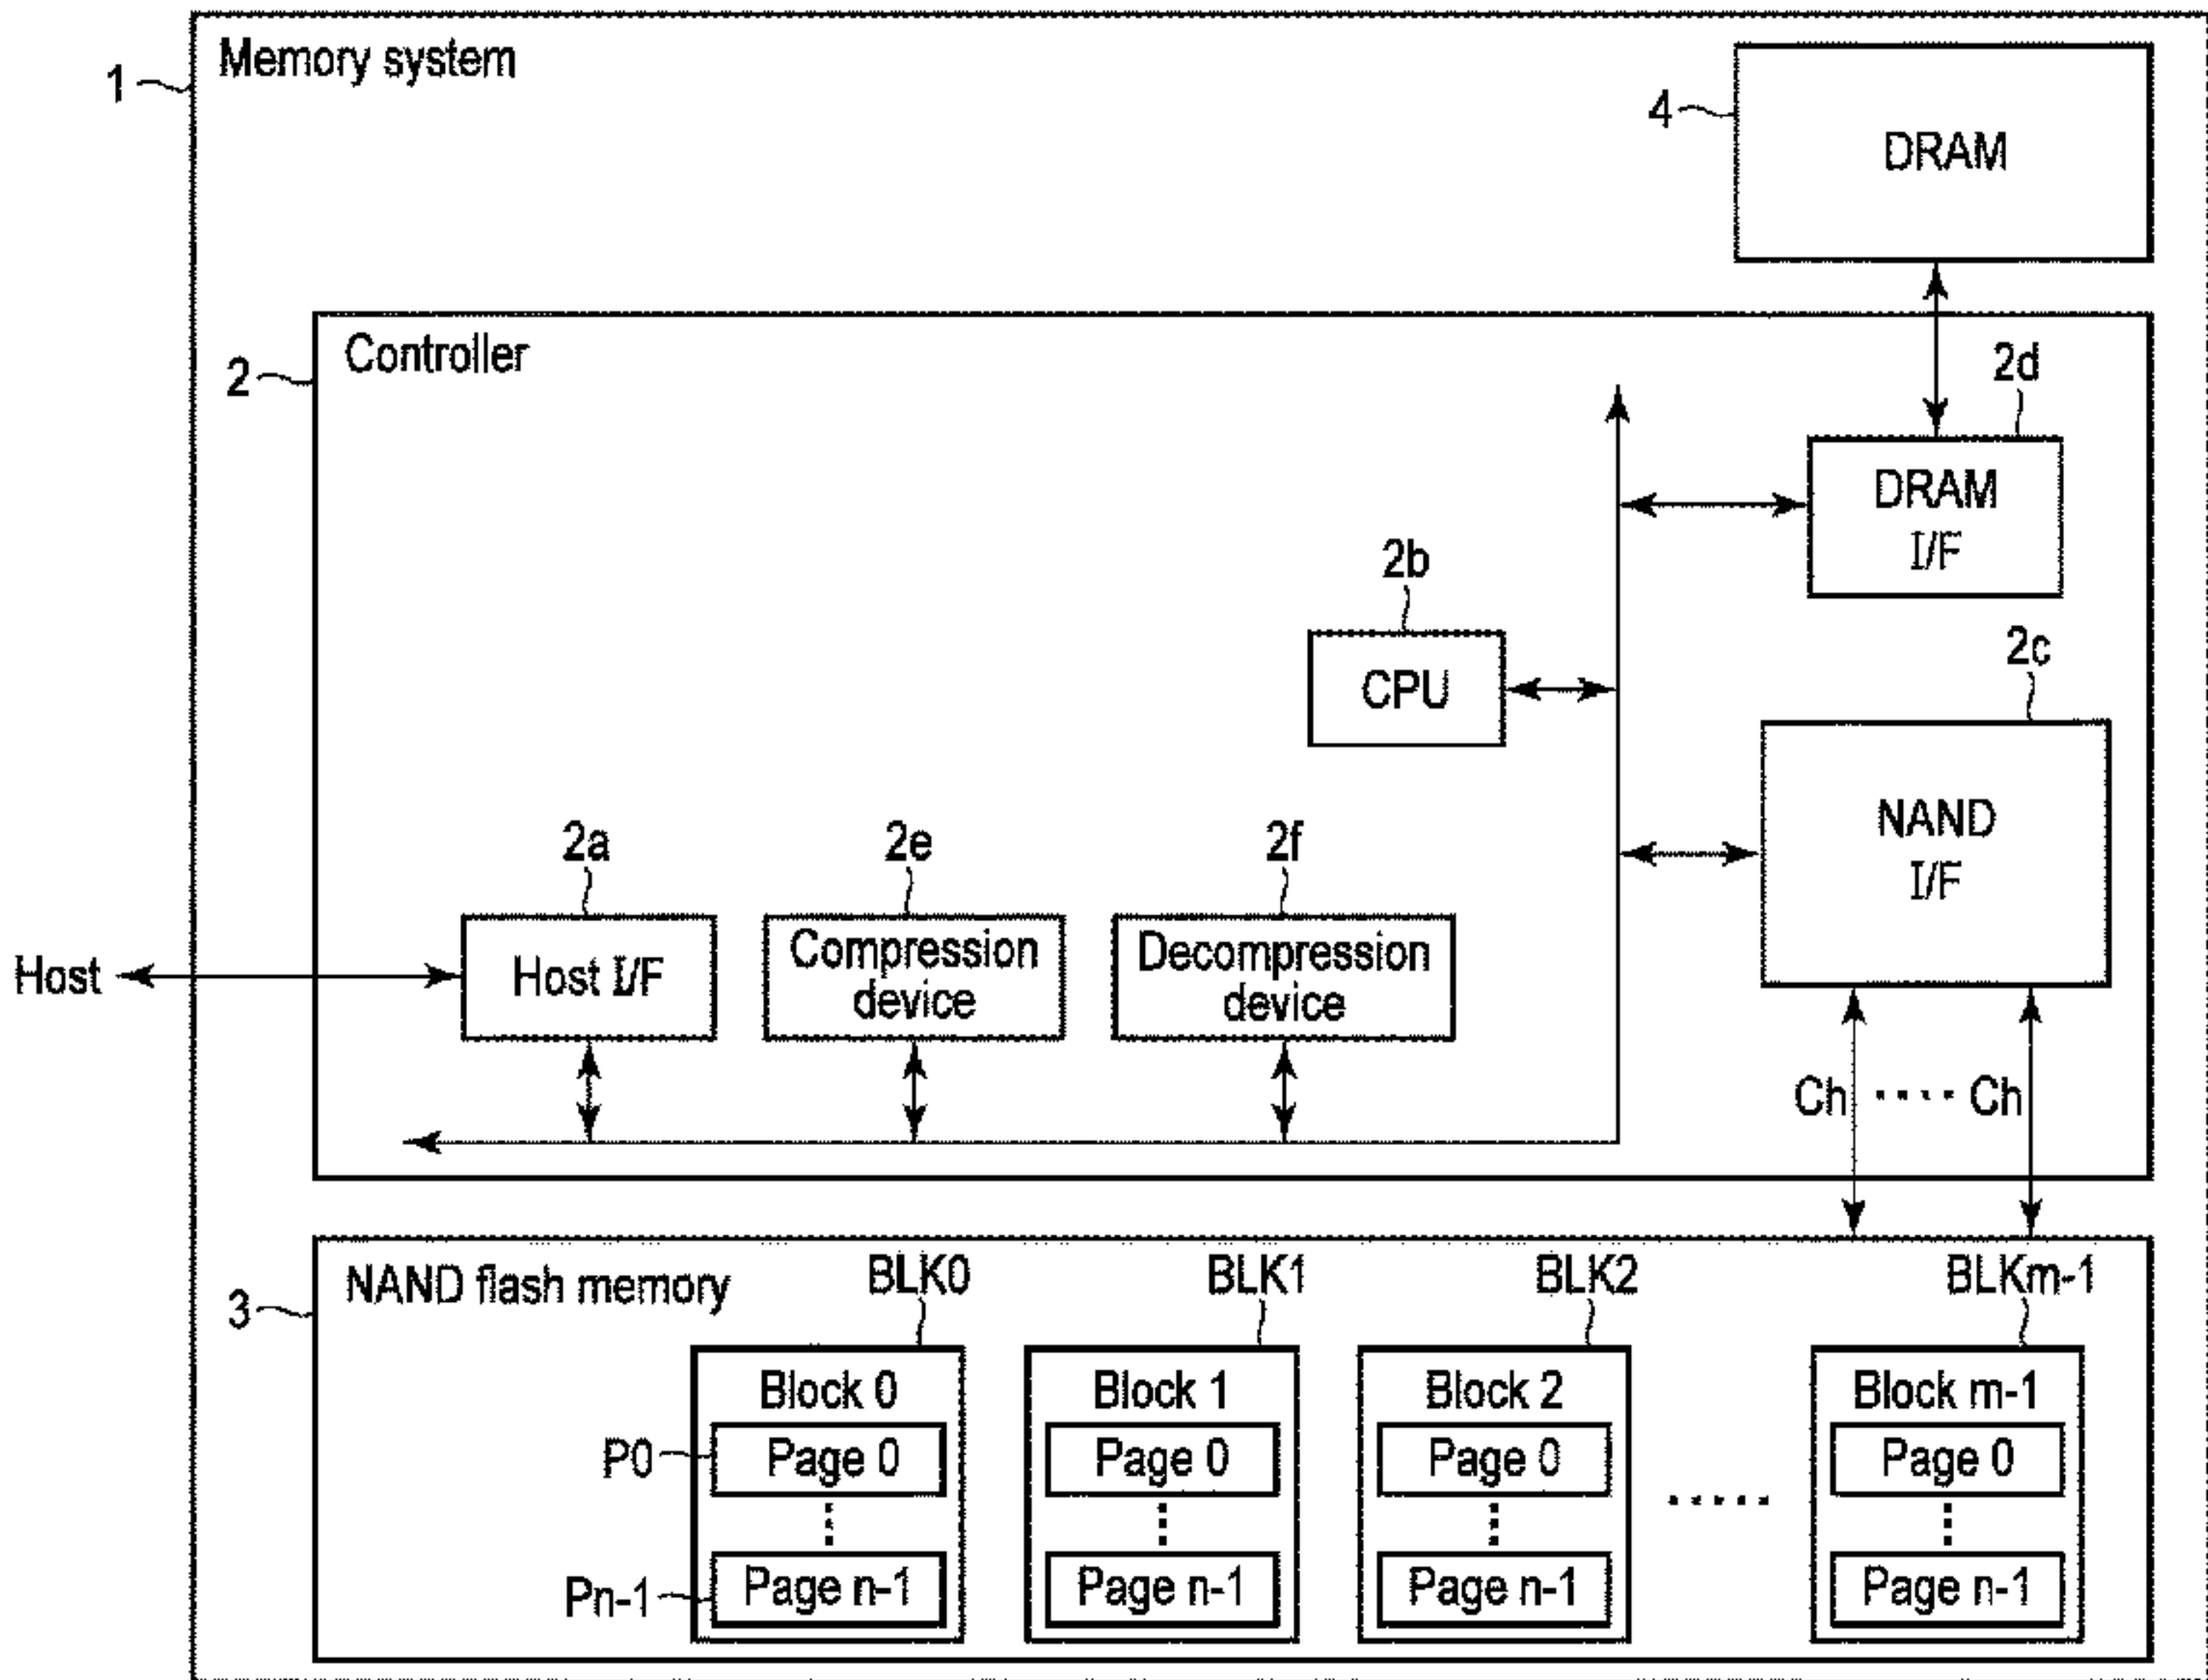 Memory system
1
4
DRAM
Controller
2
2d
DRAM
I/F
2b
CPU
2c
NAND
I/F
2a
2e
2f
Host
Host I/F
Compression
device
Decompression
device
Ch ···· Ch
NAND flash memory
3
BLK0
BLK1
BLK2
BLKm-1
Block 0
Block 1
Block 2
Block m-1
P0
Page 0
Page 0
Page 0
Page 0
Pn-1
Page n-1
Page n-1
Page n-1
Page n-1